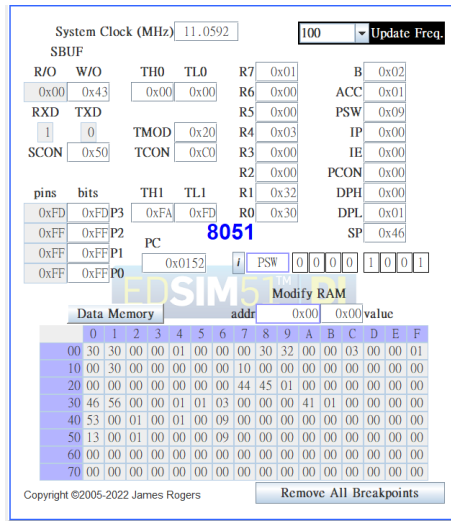 System Clock (MHz) 11.0592 100 Update Freq.
SBUF
R/O W/O TH0 TL0 R7 0x01 B 0x02
0x00 0x43 0x00 0x00 R6 0x00 ACC 0x01
RXD TXD R5 0x00 PSW 0x09
1 0 TMOD 0x20 R4 0x03 IP 0x00
SCON 0x50 TCON 0xC0 R3 0x00 IE 0x00
R2 0x00 PCON 0x00
pins bits TH1 TL1 R1 0x32 DPH 0x00
0xFD 0xFD P3 0xFA 0xFD R0 0x30 DPL 0x01
0xFF 0xFF P2 8051 SP 0x46
0xFF 0xFF P1 PC
0xFF 0xFF P0 0x0152 i PSW 0 0 0 0 1 0 0 1
EDSIM51™ DI
Modify RAM
Data Memory addr 0x00 0x00 value
0 1 2 3 4 5 6 7 8 9 A B C D E F
00 30 30 00 00 01 00 00 00 30 32 00 00 03 00 00 01
10 00 30 00 00 00 00 00 10 00 00 00 00 00 00 00 00
20 00 00 00 00 00 00 00 44 45 01 00 00 00 00 00 00
30 46 56 00 00 01 01 03 00 00 00 41 01 00 00 00 00
40 53 00 01 00 01 00 09 00 00 00 00 00 00 00 00 00
50 13 00 01 00 00 00 09 00 00 00 00 00 00 00 00 00
60 00 00 00 00 00 00 00 00 00 00 00 00 00 00 00 00
70 00 00 00 00 00 00 00 00 00 00 00 00 00 00 00 00
Copyright ©2005-2022 James Rogers Remove All Breakpoints